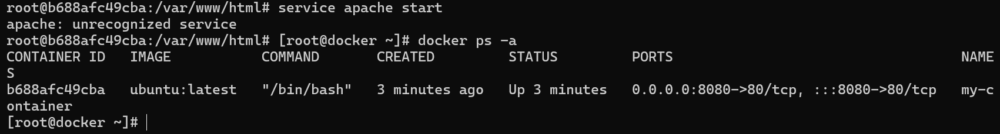 root@b688afc49cba:/var/www/html# service apache start
apache: unrecognized service
root@b688afc49cba:/var/www/html# [root@docker ~]# docker ps -a
CONTAINER ID   IMAGE           COMMAND       CREATED         STATUS         PORTS                                   NAME
S
b688afc49cba   ubuntu:latest   "/bin/bash"   3 minutes ago   Up 3 minutes   0.0.0.0:8080->80/tcp, :::8080->80/tcp   my-c
ontainer
[root@docker ~]#